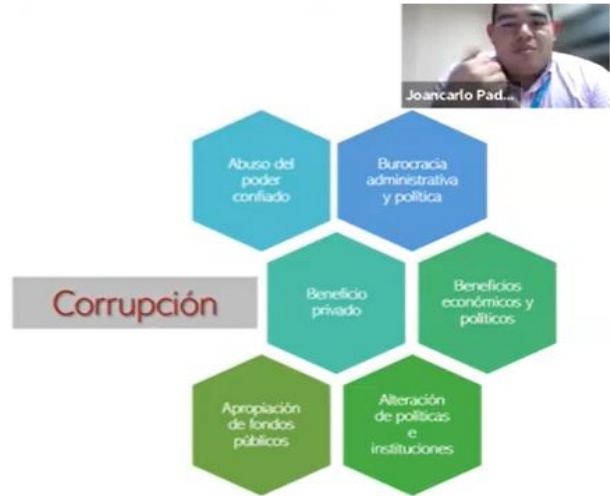 Joancarlo Pad...
Abuso del
poder
confiado
Burocracia
administrativa
y política
Corrupción
Beneficio
privado
Beneficios
económicos y
políticos
Apropiación
de fondos
públicos
Alteración
de políticas
e
instituciones